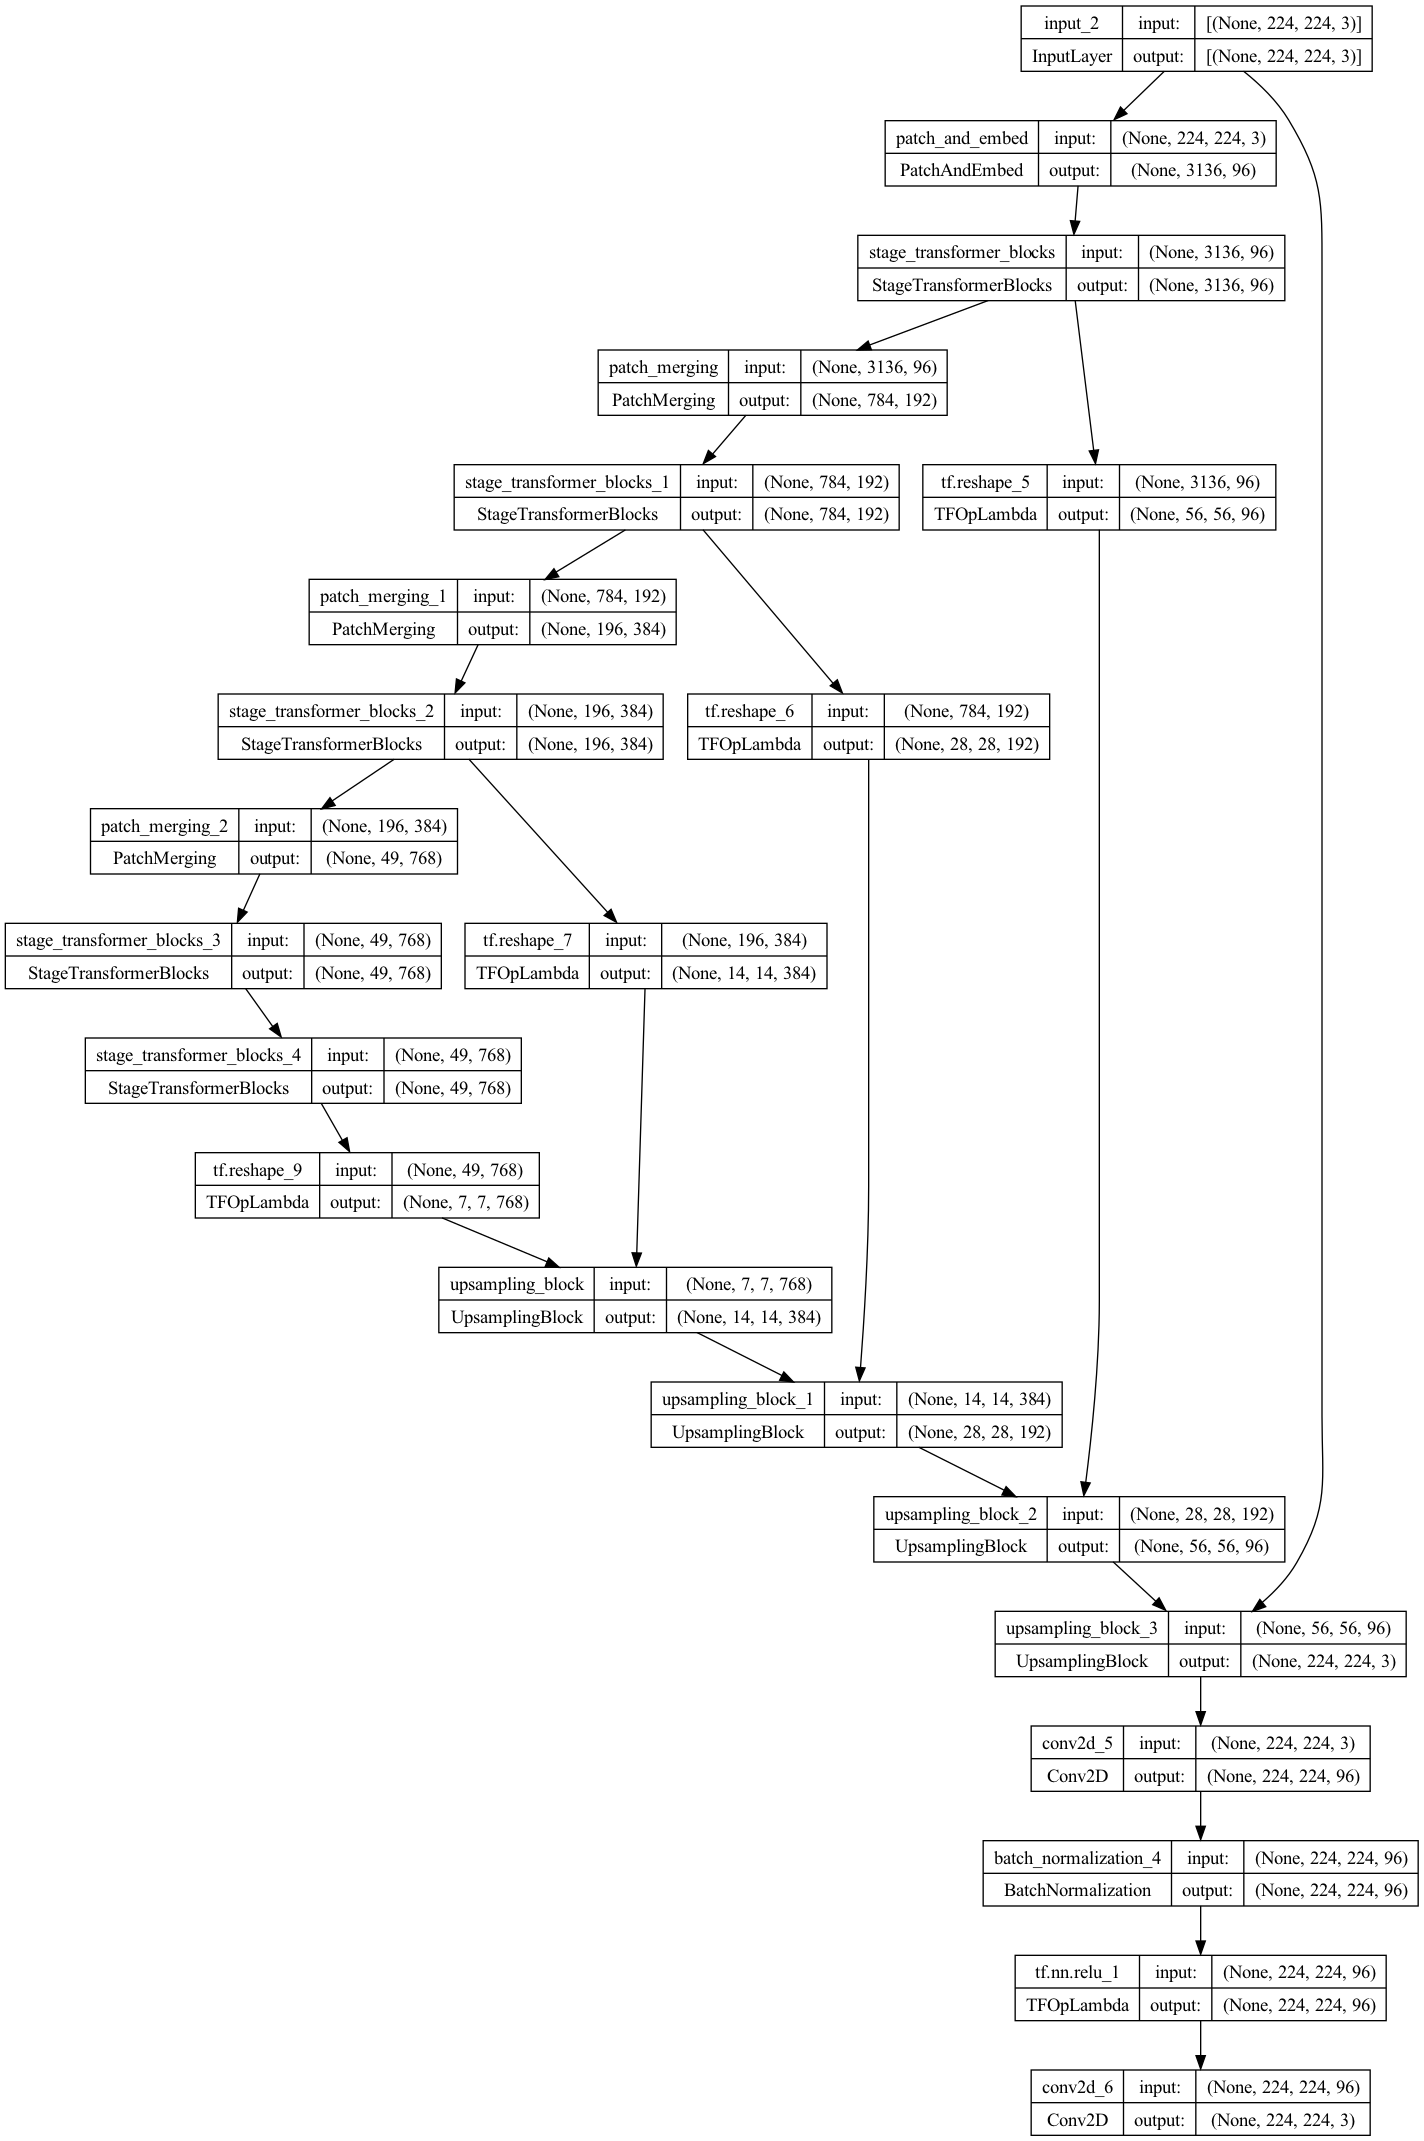 input_2 input: [(None, 224, 224, 3)]
InputLayer output: [(None, 224, 224, 3)]
patch_and_embed input: (None, 224, 224, 3)
PatchAndEmbed output: (None, 3136, 96)
stage_transformer_blocks input: (None, 3136, 96)
StageTransformerBlocks output: (None, 3136, 96)
patch_merging input: (None, 3136, 96)
PatchMerging output: (None, 784, 192)
stage_transformer_blocks_1 input: (None, 784, 192)
StageTransformerBlocks output: (None, 784, 192)
tf.reshape_5 input: (None, 3136, 96)
TFOpLambda output: (None, 56, 56, 96)
patch_merging_1 input: (None, 784, 192)
PatchMerging output: (None, 196, 384)
stage_transformer_blocks_2 input: (None, 196, 384)
StageTransformerBlocks output: (None, 196, 384)
tf.reshape_6 input: (None, 784, 192)
TFOpLambda output: (None, 28, 28, 192)
patch_merging_2 input: (None, 196, 384)
PatchMerging output: (None, 49, 768)
stage_transformer_blocks_3 input: (None, 49, 768)
StageTransformerBlocks output: (None, 49, 768)
tf.reshape_7 input: (None, 196, 384)
TFOpLambda output: (None, 14, 14, 384)
stage_transformer_blocks_4 input: (None, 49, 768)
StageTransformerBlocks output: (None, 49, 768)
tf.reshape_9 input: (None, 49, 768)
TFOpLambda output: (None, 7, 7, 768)
upsampling_block input: (None, 7, 7, 768)
UpsamplingBlock output: (None, 14, 14, 384)
upsampling_block_1 input: (None, 14, 14, 384)
UpsamplingBlock output: (None, 28, 28, 192)
upsampling_block_2 input: (None, 28, 28, 192)
UpsamplingBlock output: (None, 56, 56, 96)
upsampling_block_3 input: (None, 56, 56, 96)
UpsamplingBlock output: (None, 224, 224, 3)
conv2d_5 input: (None, 224, 224, 3)
Conv2D output: (None, 224, 224, 96)
batch_normalization_4 input: (None, 224, 224, 96)
BatchNormalization output: (None, 224, 224, 96)
tf.nn.relu_1 input: (None, 224, 224, 96)
TFOpLambda output: (None, 224, 224, 96)
conv2d_6 input: (None, 224, 224, 96)
Conv2D output: (None, 224, 224, 3)